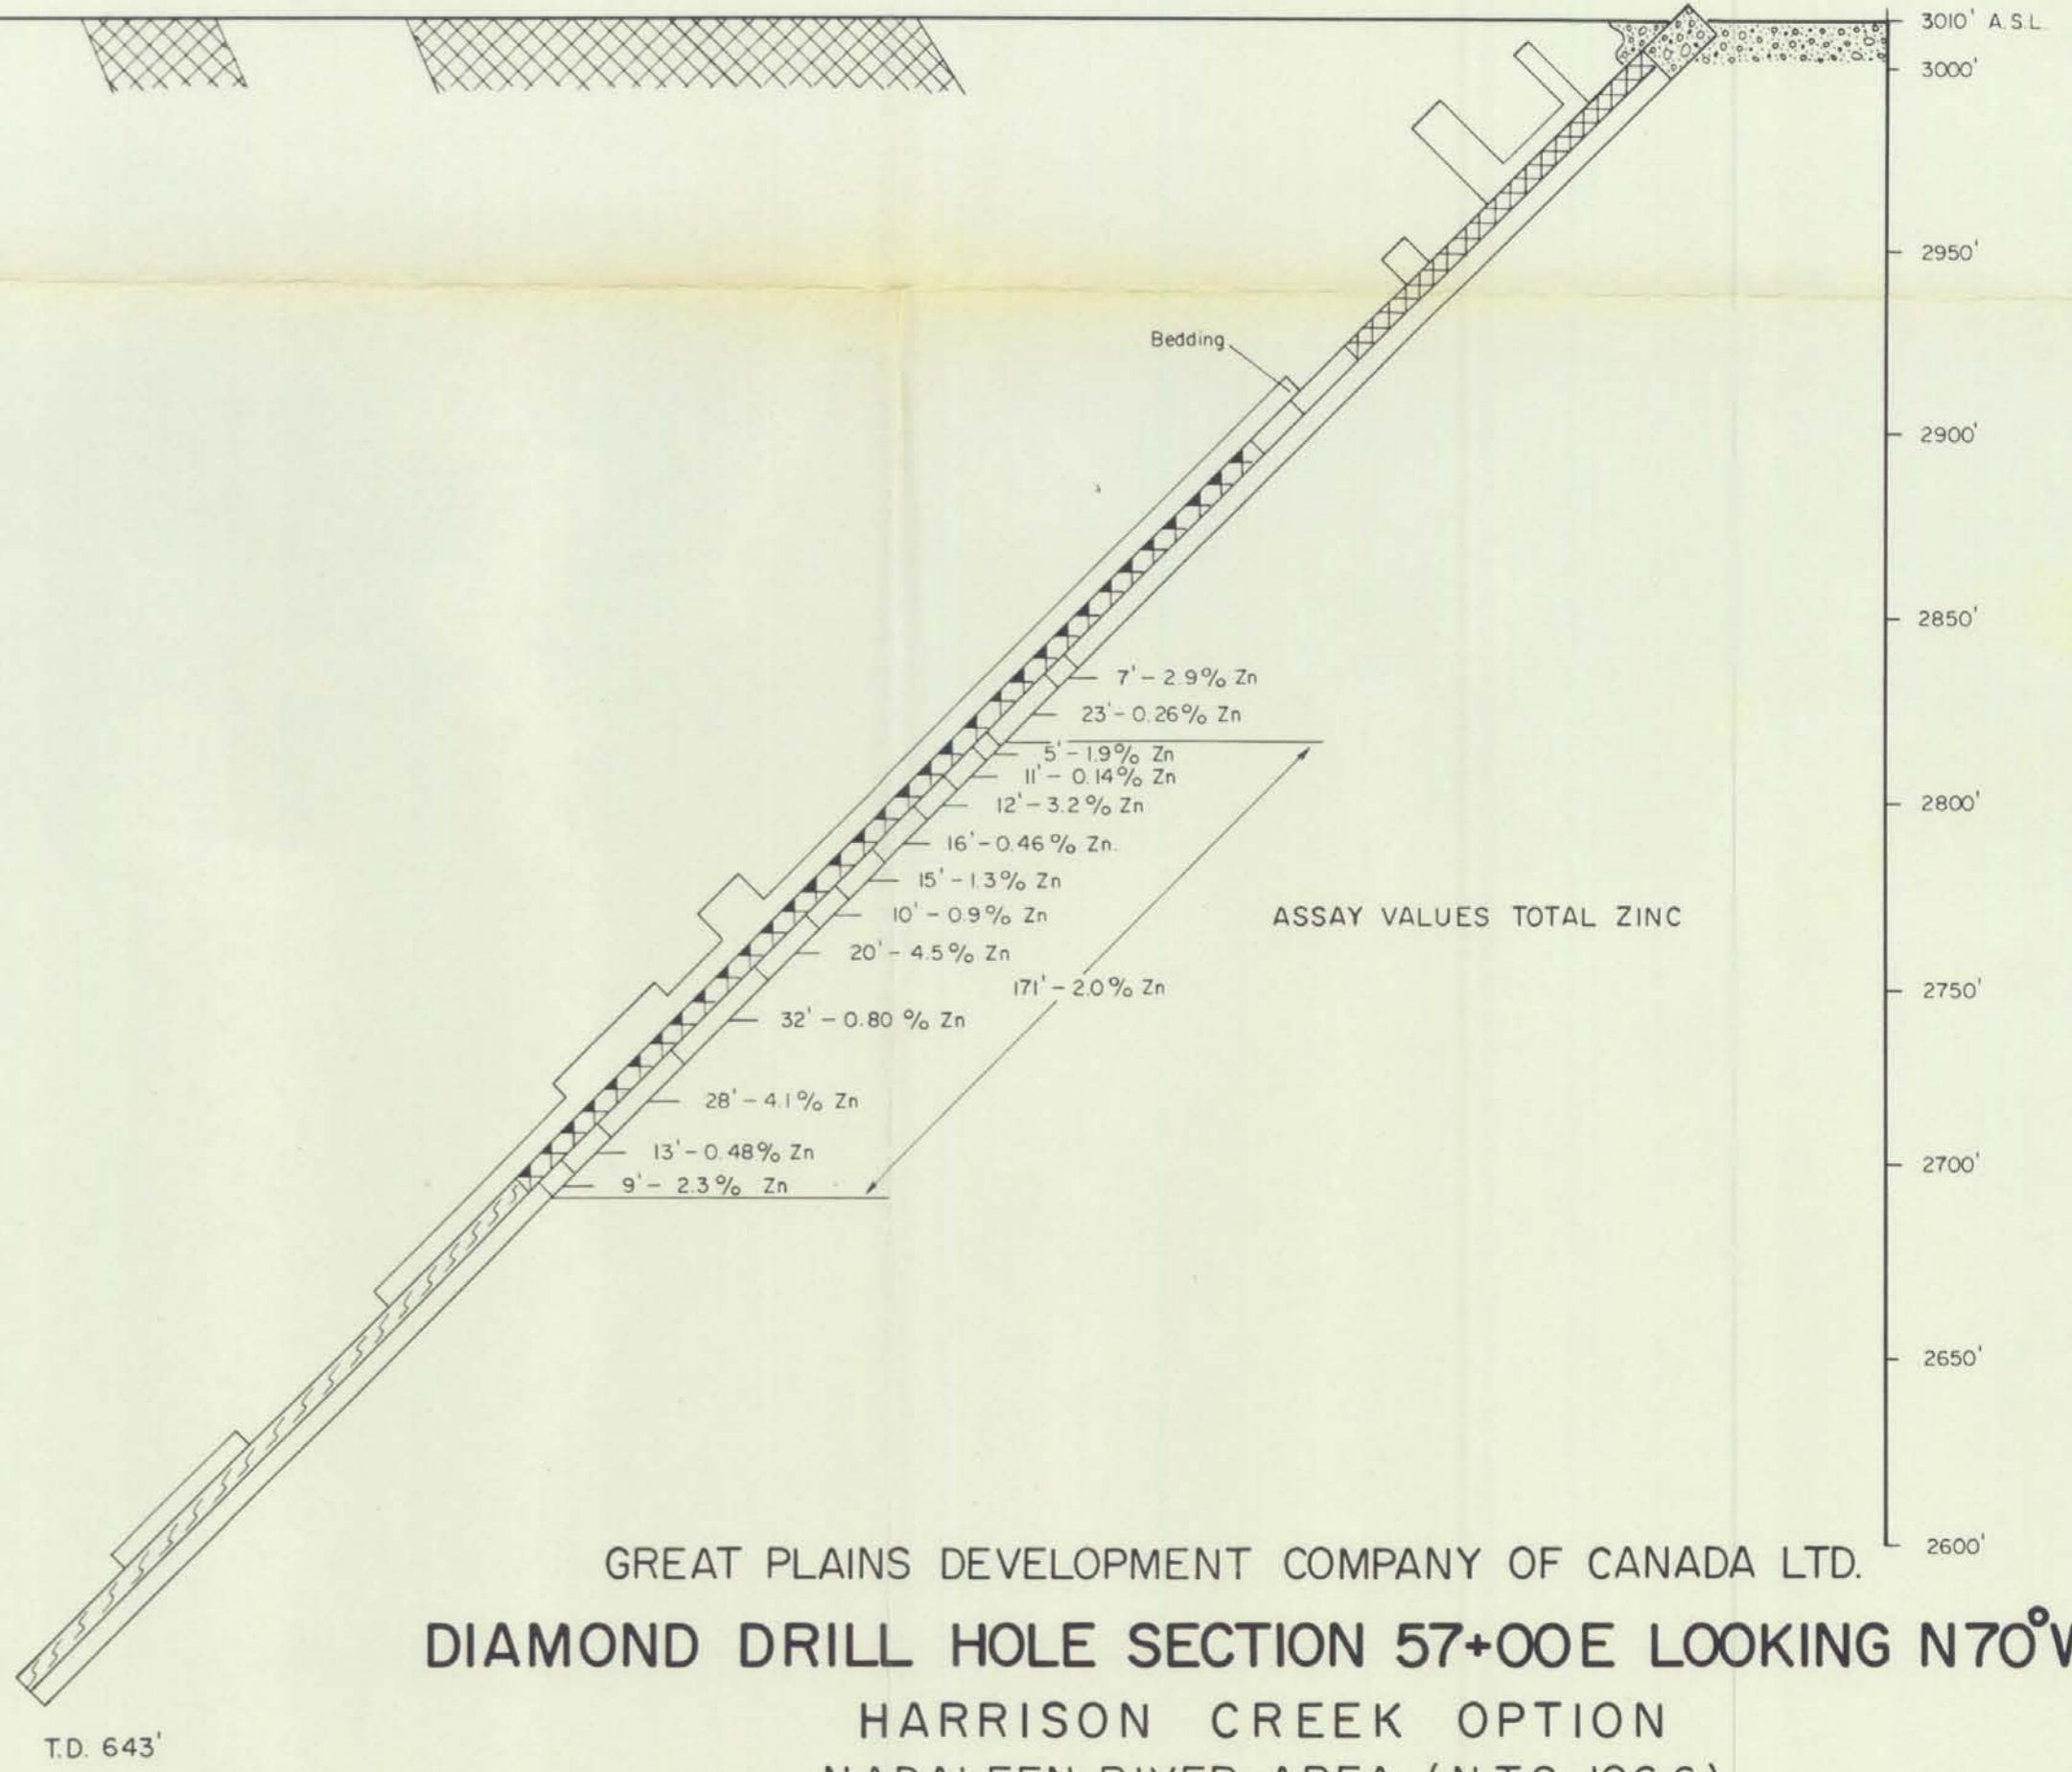 3010' A.S.L.
3000'
2950'
Bedding
2900'
2850'
7' – 2.9% Zn
23' – 0.26% Zn
5' – 1.9% Zn
11' – 0.14% Zn
12' – 3.2% Zn
2800'
16' – 0.46% Zn.
15' – 1.3% Zn
10' – 0.9% Zn
ASSAY VALUES TOTAL ZINC
20' – 4.5% Zn
171' – 2.0% Zn
2750'
32' – 0.80 % Zn
28' – 4.1% Zn
13' – 0.48% Zn
2700'
9' – 2.3% Zn
2650'
2600'
GREAT PLAINS DEVELOPMENT COMPANY OF CANADA LTD.
DIAMOND DRILL HOLE SECTION 57+00E LOOKING N70°W
HARRISON CREEK OPTION
T.D. 643'
RIVER AREA